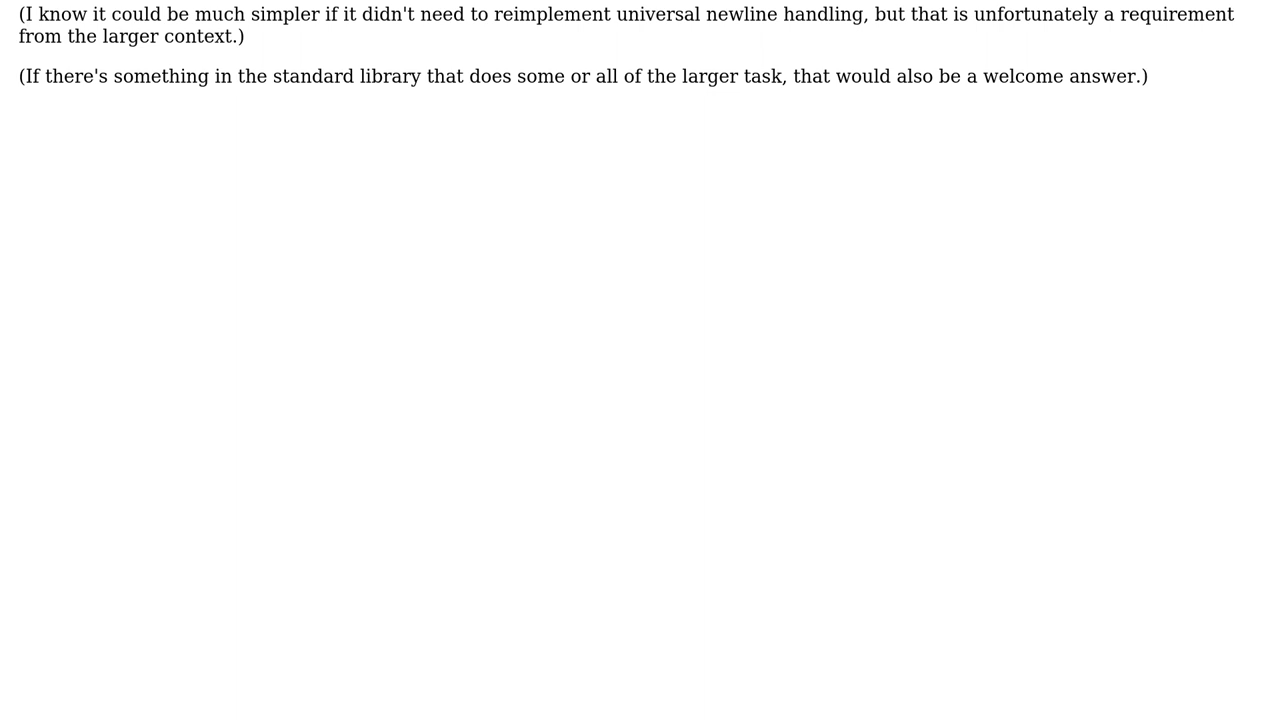 (I know it could be much simpler if it didn't need to reimplement universal newline handling, but that is unfortunately a requirement
from the larger context.)
(If there's something in the standard library that does some or all of the larger task, that would also be a welcome answer.)